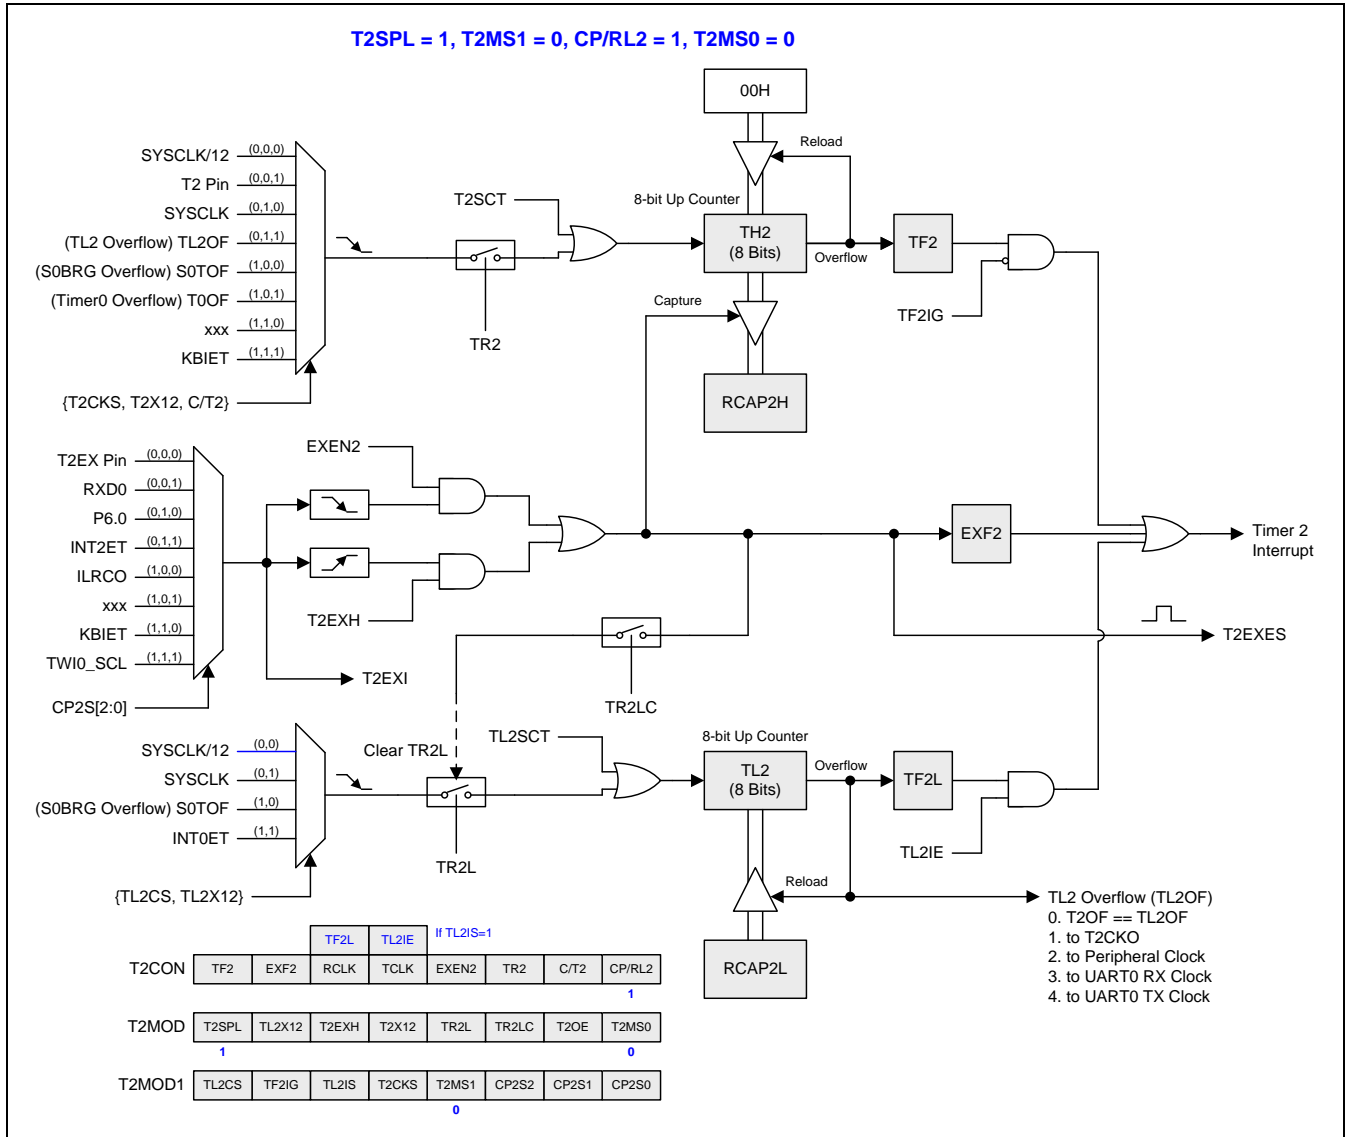 T2SPL = 1, T2MS1 = 0, CP/RL2 = 1, T2MS0 = 0
00H
Reload
SYSCLK/12 (0,0,0)
T2 Pin (0,0,1)
SYSCLK (0,1,0)
(TL2 Overflow) TL2OF (0,1,1)
(S0BRG Overflow) S0TOF (1,0,0)
(Timer0 Overflow) T0OF (1,0,1)
xxx (1,1,0)
KBIET (1,1,1)
{T2CKS, T2X12, C/T2}
TR2
T2SCT
8-bit Up Counter
TH2
(8 Bits)
Overflow
TF2
TF2IG
Capture
RCAP2H
T2EX Pin (0,0,0)
RXD0 (0,0,1)
P6.0 (0,1,0)
INT2ET (0,1,1)
ILRCO (1,0,0)
xxx (1,0,1)
KBIET (1,1,0)
TWI0_SCL (1,1,1)
CP2S[2:0]
EXEN2
T2EXH
T2EXI
EXF2
Timer 2
Interrupt
T2EXES
TR2LC
Clear TR2L
SYSCLK/12 (0,0)
SYSCLK (0,1)
(S0BRG Overflow) S0TOF (1,0)
INT0ET (1,1)
{TL2CS, TL2X12}
TR2L
TL2SCT
8-bit Up Counter
TL2
(8 Bits)
Overflow
TF2L
TL2IE
Reload
RCAP2L
TL2 Overflow (TL2OF)
0. T2OF == TL2OF
1. to T2CKO
2. to Peripheral Clock
3. to UART0 RX Clock
4. to UART0 TX Clock
TF2L TL2IE If TL2IS=1
T2CON TF2 EXF2 RCLK TCLK EXEN2 TR2 C/T2 CP/RL2
1
T2MOD T2SPL TL2X12 T2EXH T2X12 TR2L TR2LC T2OE T2MS0
1 0
T2MOD1 TL2CS TF2IG TL2IS T2CKS T2MS1 CP2S2 CP2S1 CP2S0
0